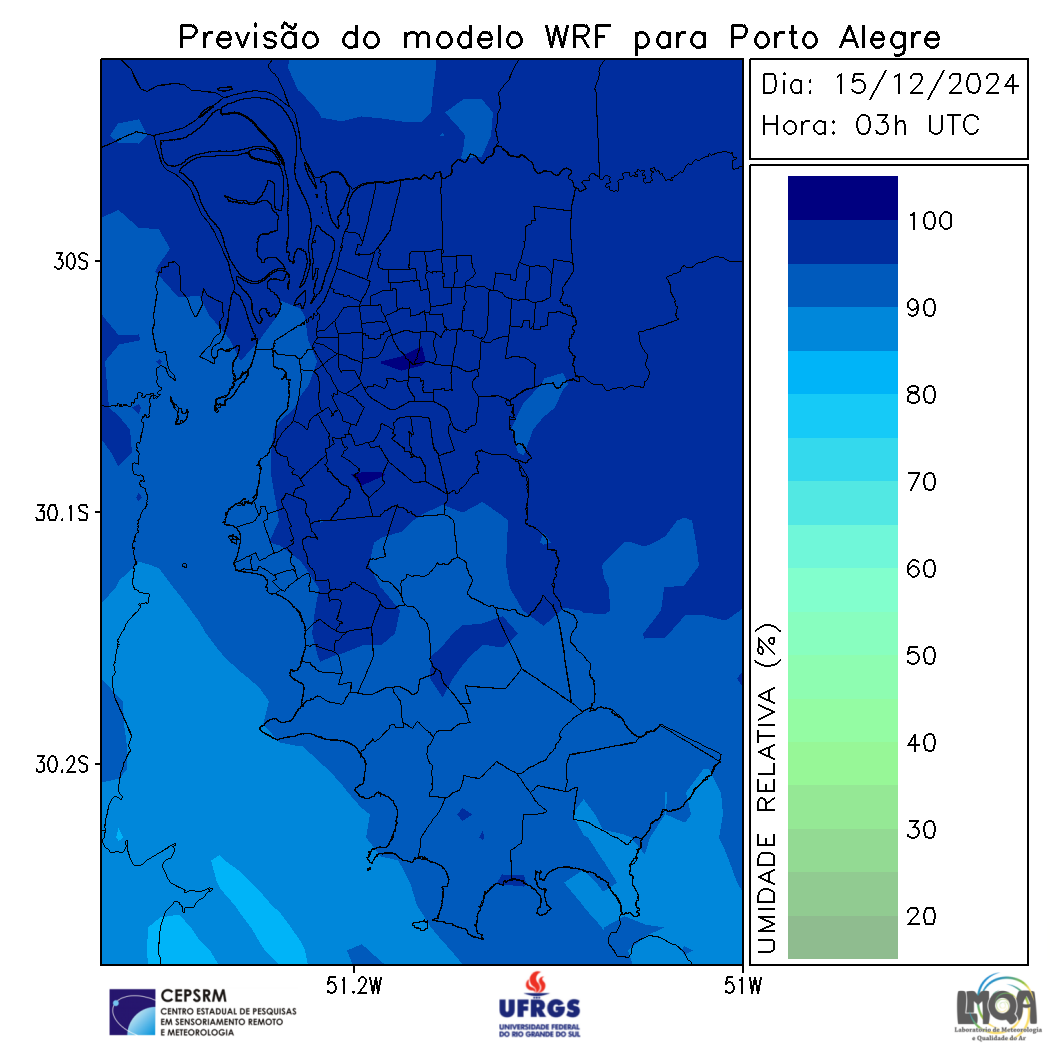 Previsão do modelo WRF para Porto Alegre
Dia: 15/12/2024
Hora: 03h UTC
30S
30.1S
30.2S
51.2W
51W
100
90
80
70
60
50
40
30
20
UMIDADE RELATIVA (%)
CEPSRM
CENTRO ESTADUAL DE PESQUISAS
EM SENSORIAMENTO REMOTO
E METEOROLOGIA
UFRGS
UNIVERSIDADE FEDERAL
DO RIO GRANDE DO SUL
LMQA
Laboratório de Meteorologia
e Qualidade do Ar